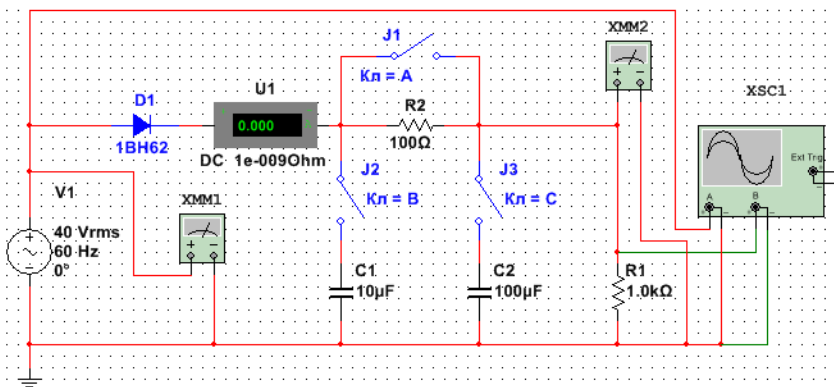 J1
Кл = A
XMM2
+ −
XSC1
Ext Trig
A
B
D1
1BH62
U1
0.000
DC 1e-009Ohm
R2
100Ω
J2
Кл = B
J3
Кл = C
V1
40 Vrms
60 Hz
0°
XMM1
+ −
C1
10µF
C2
100µF
R1
1.0kΩ